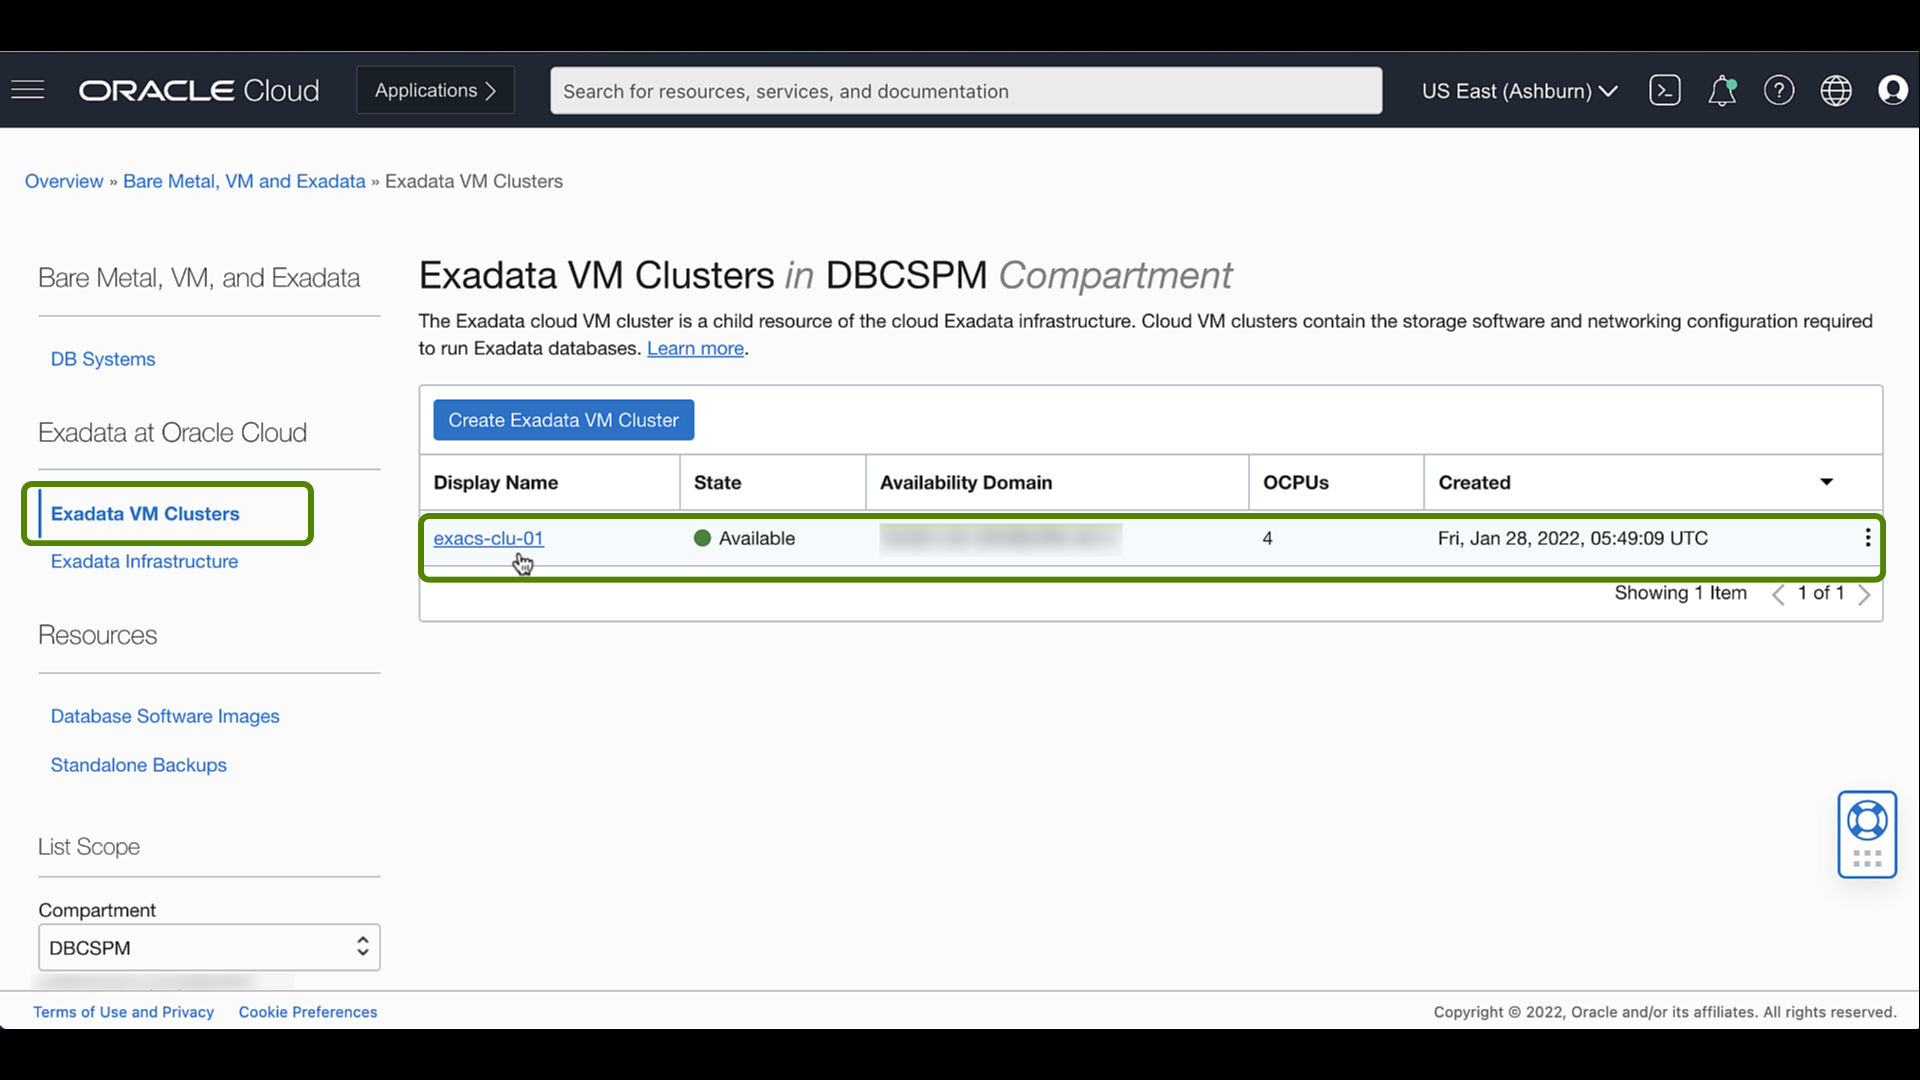 ORACLE Cloud
Applications
Search for resources, services, and documentation
US East (Ashburn)
Overview » Bare Metal, VM and Exadata » Exadata VM Clusters
Bare Metal, VM, and Exadata
DB Systems
Exadata at Oracle Cloud
Exadata VM Clusters
Exadata Infrastructure
Resources
Database Software Images
Standalone Backups
List Scope
Compartment
DBCSPM
Exadata VM Clusters in DBCSPM Compartment
The Exadata cloud VM cluster is a child resource of the cloud Exadata infrastructure. Cloud VM clusters contain the storage software and networking configuration required
to run Exadata databases. Learn more.
Create Exadata VM Cluster
Display Name State Availability Domain OCPUs Created
exacs-clu-01 Available 4 Fri, Jan 28, 2022, 05:49:09 UTC
Showing 1 Item 1 of 1
Terms of Use and Privacy Cookie Preferences
Copyright © 2022, Oracle and/or its affiliates. All rights reserved.